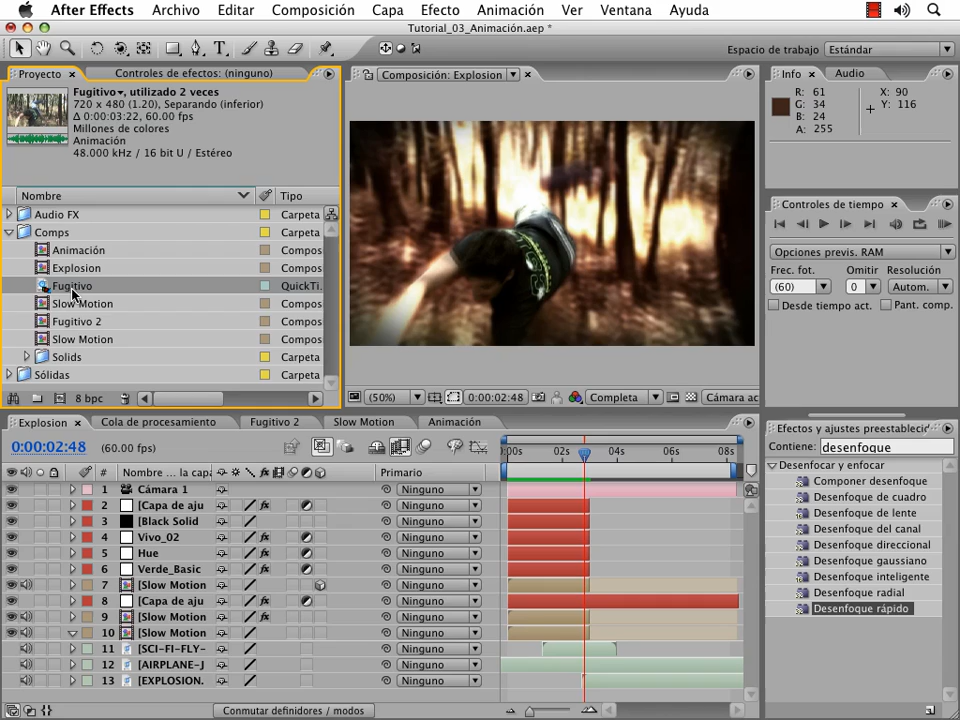 After Effects Archivo Editar Composición Capa Efecto Animación Ver Ventana Ayuda
Tutorial_03_Animación.aep *
Espacio de trabajo Estándar
Proyecto Controles de efectos: (ninguno)
Fugitivo, utilizado 2 veces
720 x 480 (1.20), Separando (inferior)
Δ 0:00:03:22, 60.00 fps
Millones de colores
Animación
48.000 kHz / 16 bit U / Estéreo
Nombre Tipo
Audio FX Carpeta
Comps Carpeta
Animación Compos
Explosion Compos
Fugitivo QuickTi.
Slow Motion Compos
Fugitivo 2 Compos
Slow Motion Compos
Solids Carpeta
Sólidas Carpeta
8 bpc
Composición: Explosion
(50%) 0:00:02:48 Completa Cámara ac
Info Audio
R: 61 X: 90
G: 34 Y: 116
B: 24
A: 255
Controles de tiempo
Opciones previs. RAM
Frec. fot. Omitir Resolución
(60) 0 Autom.
Desde tiempo act. Pant. comp.
Explosion Cola de procesamiento Fugitivo 2 Slow Motion Animación
0:00:02:48 (60.00 fps)
):00s 02s 04s 06s 08s
# Nombre ... la capa Primario
1 Cámara 1 Ninguno
2 [Capa de aju Ninguno
3 [Black Solid Ninguno
4 Vivo_02 Ninguno
5 Hue Ninguno
6 Verde_Basic Ninguno
7 [Slow Motion Ninguno
8 [Capa de aju Ninguno
9 [Slow Motion Ninguno
10 [Slow Motion Ninguno
11 [SCI-FI-FLY- Ninguno
12 [AIRPLANE-J Ninguno
13 [EXPLOSION. Ninguno
Conmutar definidores / modos
Efectos y ajustes preestablecid
Contiene: desenfoque
Desenfocar y enfocar
Componer desenfoque
Desenfoque de cuadro
Desenfoque de lente
Desenfoque del canal
Desenfoque direccional
Desenfoque gaussiano
Desenfoque inteligente
Desenfoque radial
Desenfoque rápido